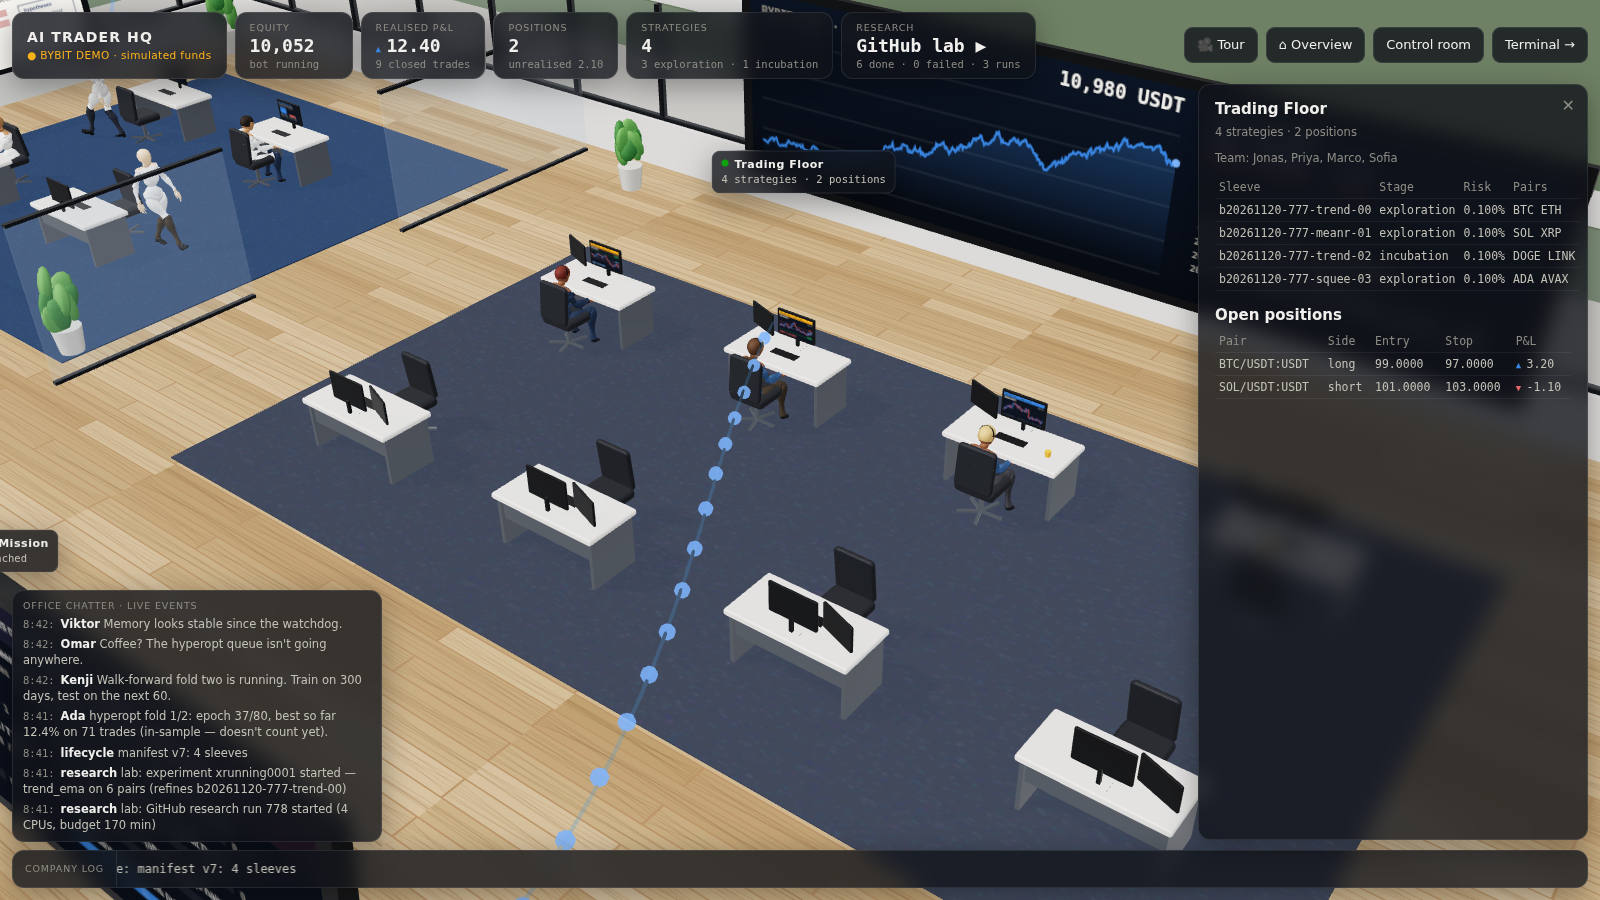 AI TRADER HQ
BYBIT DEMO · simulated funds
EQUITY
10,052
bot running
REALISED P&L
▲ 12.40
9 closed trades
POSITIONS
2
unrealised 2.10
STRATEGIES
4
3 exploration · 1 incubation
RESEARCH
GitHub lab ▶
6 done · 0 failed · 3 runs
🎥 Tour
⌂ Overview
Control room
Terminal →
10,980 USDT
Trading Floor
4 strategies · 2 positions
Trading Floor ×
4 strategies · 2 positions
Team: Jonas, Priya, Marco, Sofia
Sleeve Stage Risk Pairs
b20261120-777-trend-00 exploration 0.100% BTC ETH
b20261120-777-meanr-01 exploration 0.100% SOL XRP
b20261120-777-trend-02 incubation 0.100% DOGE LINK
b20261120-777-squee-03 exploration 0.100% ADA AVAX
Open positions
Pair Side Entry Stop P&L
BTC/USDT:USDT long 99.0000 97.0000 ▲ 3.20
SOL/USDT:USDT short 101.0000 103.0000 ▼ -1.10
Mission
OFFICE CHATTER · LIVE EVENTS
8:42: Viktor Memory looks stable since the watchdog.
8:42: Omar Coffee? The hyperopt queue isn't going
anywhere.
8:42: Kenji Walk-forward fold two is running. Train on 300
days, test on the next 60.
8:41: Ada hyperopt fold 1/2: epoch 37/80, best so far
12.4% on 71 trades (in-sample — doesn't count yet).
8:41: lifecycle manifest v7: 4 sleeves
8:41: research lab: experiment xrunning0001 started —
trend_ema on 6 pairs (refines b20261120-777-trend-00)
8:41: research lab: GitHub research run 778 started (4
CPUs, budget 170 min)
COMPANY LOG
e: manifest v7: 4 sleeves